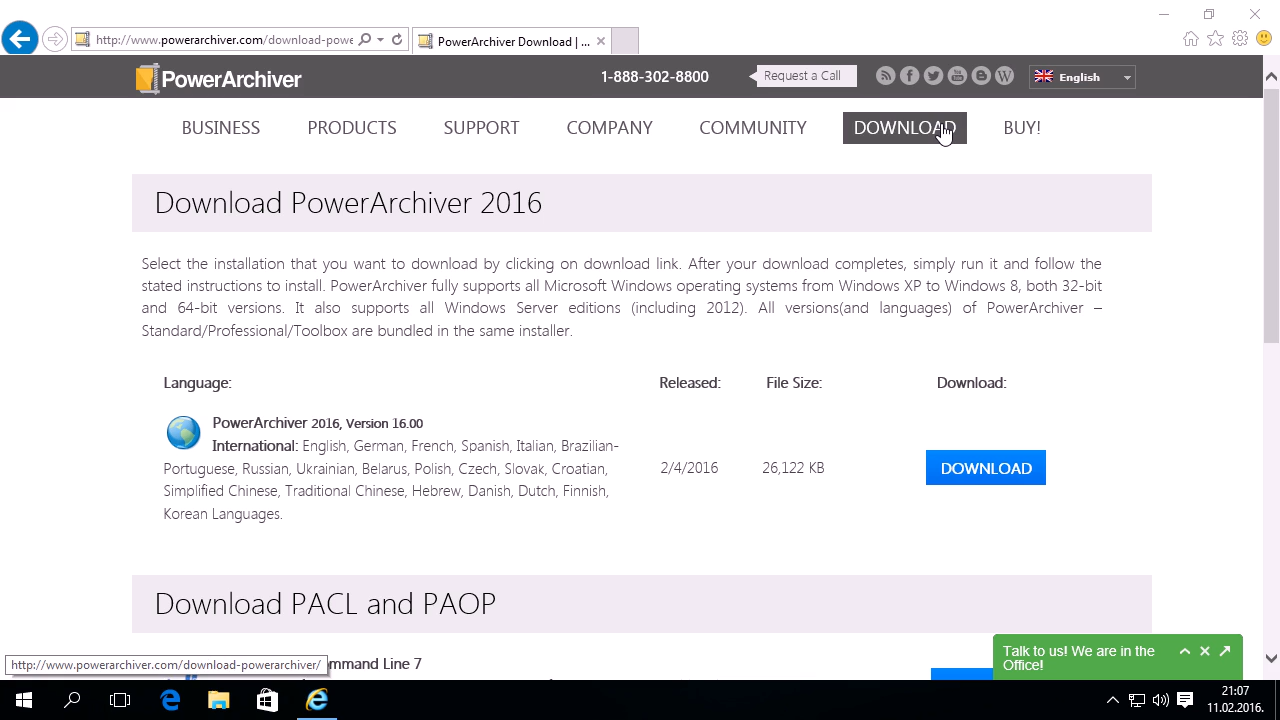 http://www.powerarchiver.com/download-powe
PowerArchiver Download | ...
PowerArchiver
1-888-302-8800
Request a Call
English
BUSINESS
PRODUCTS
SUPPORT
COMPANY
COMMUNITY
DOWNLOAD
BUY!
Download PowerArchiver 2016
Select the installation that you want to download by clicking on download link. After your download completes, simply run it and follow the
stated instructions to install. PowerArchiver fully supports all Microsoft Windows operating systems from Windows XP to Windows 8, both 32-bit
and 64-bit versions. It also supports all Windows Server editions (including 2012). All versions(and languages) of PowerArchiver –
Standard/Professional/Toolbox are bundled in the same installer.
Language:
Released:
File Size:
Download:
PowerArchiver 2016, Version 16.00
International: English, German, French, Spanish, Italian, Brazilian-
Portuguese, Russian, Ukrainian, Belarus, Polish, Czech, Slovak, Croatian,
Simplified Chinese, Traditional Chinese, Hebrew, Danish, Dutch, Finnish,
Korean Languages.
2/4/2016
26,122 KB
DOWNLOAD
Download PACL and PAOP
mmand Line 7
http://www.powerarchiver.com/download-powerarchiver/
Talk to us! We are in the
Office!
21:07
11.02.2016.